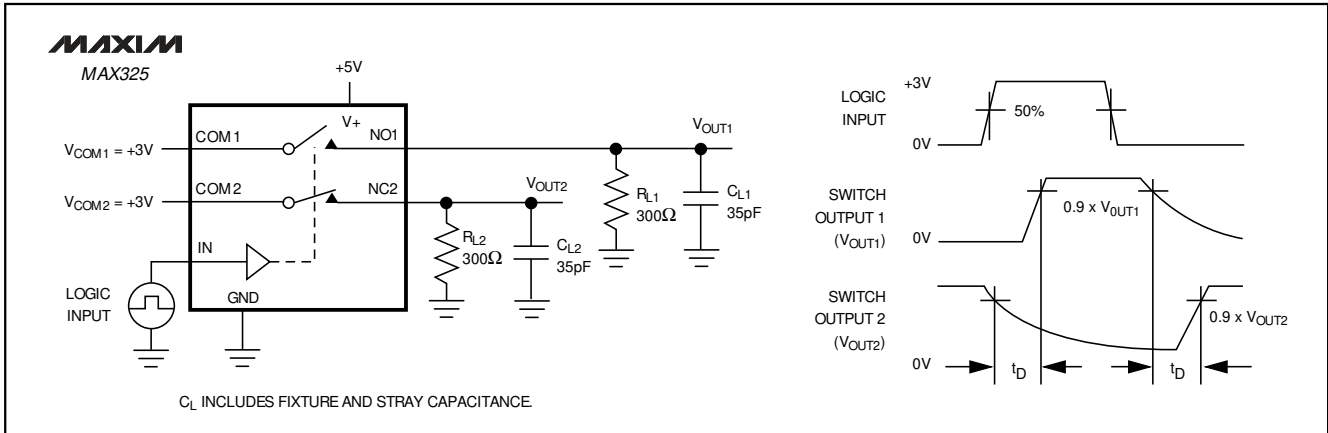 MAXIM
MAX325
+5V
V+
COM1
NO1
VCOM1 = +3V
VOUT1
COM2
NC2
VCOM2 = +3V
VOUT2
RL1
300Ω
CL1
35pF
RL2
300Ω
CL2
35pF
IN
GND
LOGIC
INPUT
CL INCLUDES FIXTURE AND STRAY CAPACITANCE.
LOGIC
INPUT
+3V
50%
0V
SWITCH
OUTPUT 1
(VOUT1)
0.9 x V0UT1
0V
SWITCH
OUTPUT 2
(VOUT2)
0.9 x VOUT2
0V
tD
tD